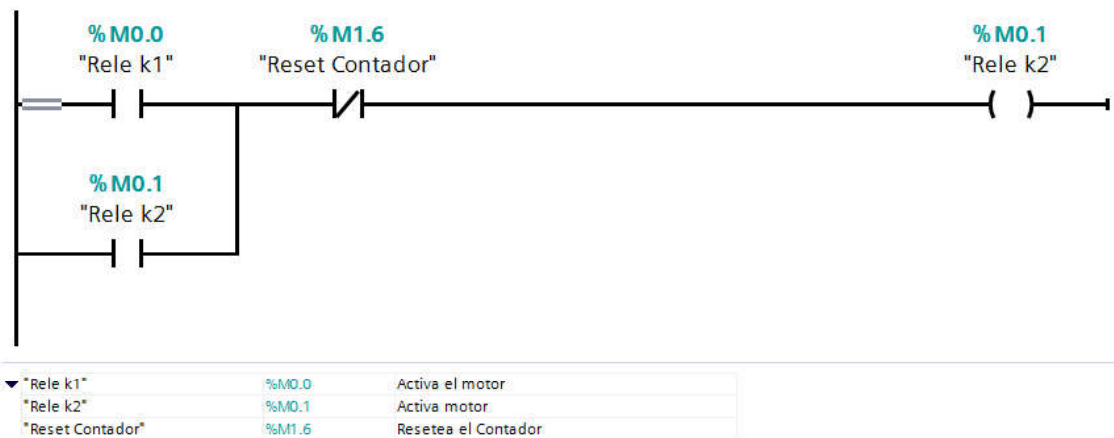 %M0.0
"Rele k1"
%M1.6
"Reset Contador"
%M0.1
"Rele k2"
%M0.1
"Rele k2"
"Rele k1" %M0.0 Activa el motor
"Rele k2" %M0.1 Activa motor
"Reset Contador" %M1.6 Resetea el Contador